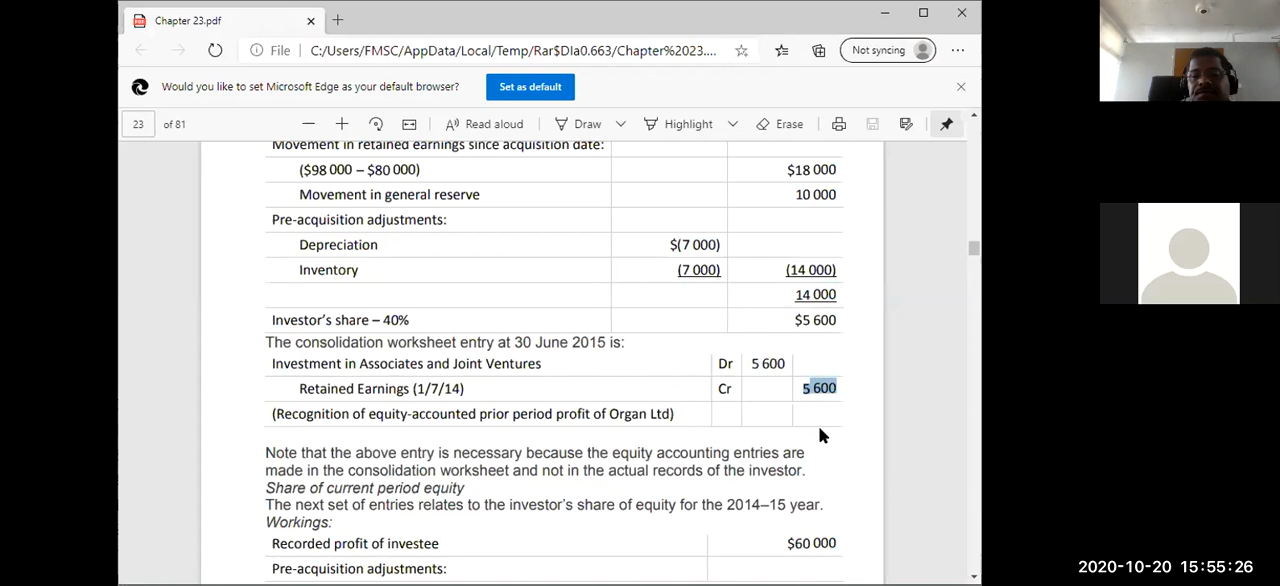 Chapter 23.pdf
File C:/Users/FMSC/AppData/Local/Temp/Rar$DIa0.663/Chapter%2023....
Not syncing
Would you like to set Microsoft Edge as your default browser? Set as default
23 of 81 Read aloud Draw Highlight Erase
Movement in retained earnings since acquisition date:
($98 000 – $80 000) $18 000
Movement in general reserve 10 000
Pre-acquisition adjustments:
Depreciation $(7 000)
Inventory (7 000) (14 000)
14 000
Investor's share – 40% $5 600
The consolidation worksheet entry at 30 June 2015 is:
Investment in Associates and Joint Ventures Dr 5 600
Retained Earnings (1/7/14) Cr 5 600
(Recognition of equity-accounted prior period profit of Organ Ltd)
Note that the above entry is necessary because the equity accounting entries are
made in the consolidation worksheet and not in the actual records of the investor.
Share of current period equity
The next set of entries relates to the investor's share of equity for the 2014–15 year.
Workings:
Recorded profit of investee $60 000
Pre-acquisition adjustments:
2020-10-20 15:55:26